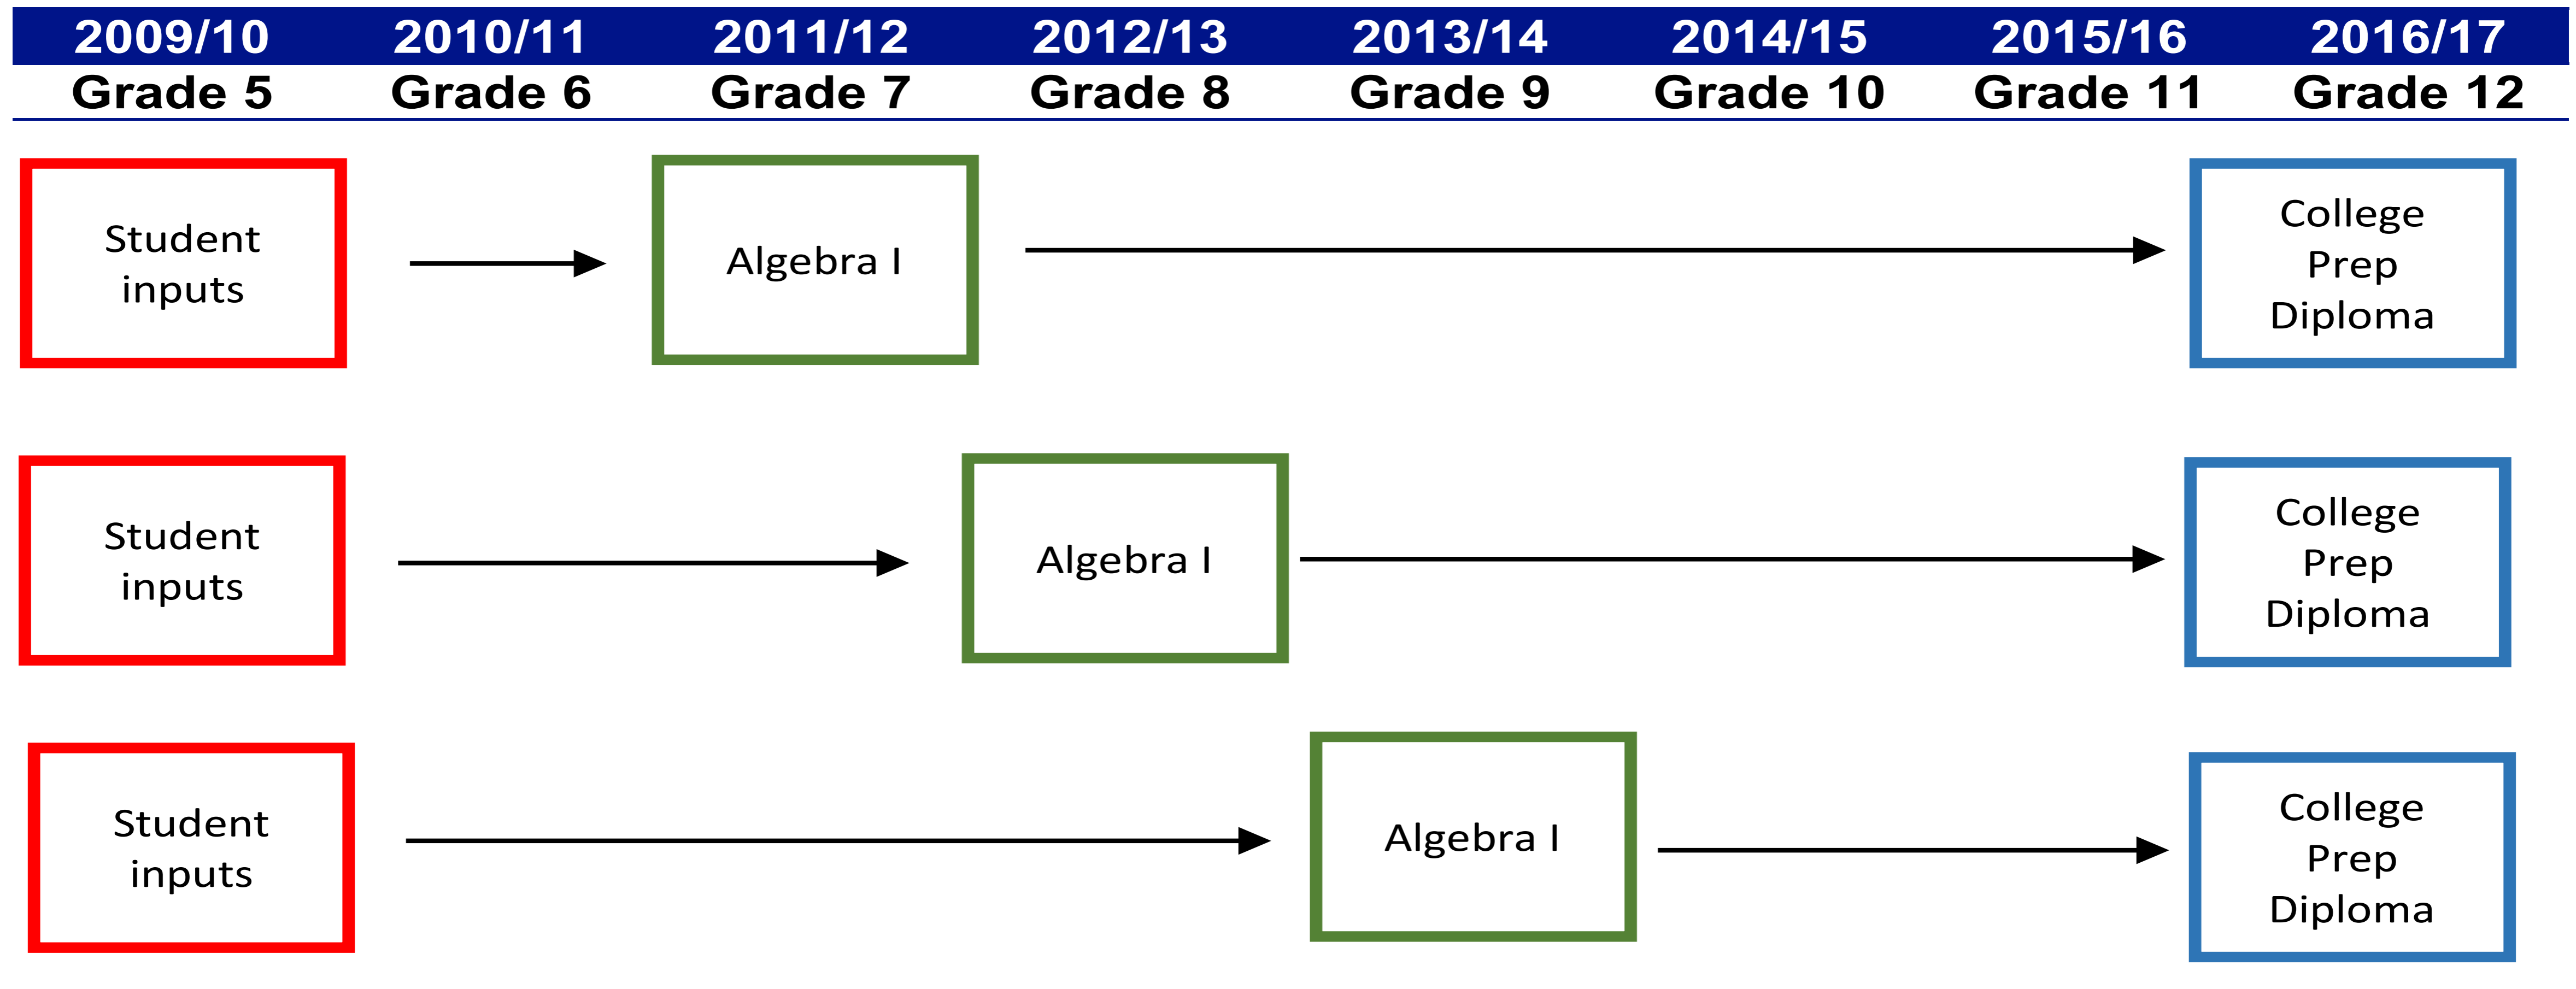 2009/10 2010/11 2011/12 2012/13 2013/14 2014/15 2015/16 2016/17
Grade 5 Grade 6 Grade 7 Grade 8 Grade 9 Grade 10 Grade 11 Grade 12
Student
inputs
Algebra I
College
Prep
Diploma
Student
inputs
Algebra I
College
Prep
Diploma
Student
inputs
Algebra I
College
Prep
Diploma